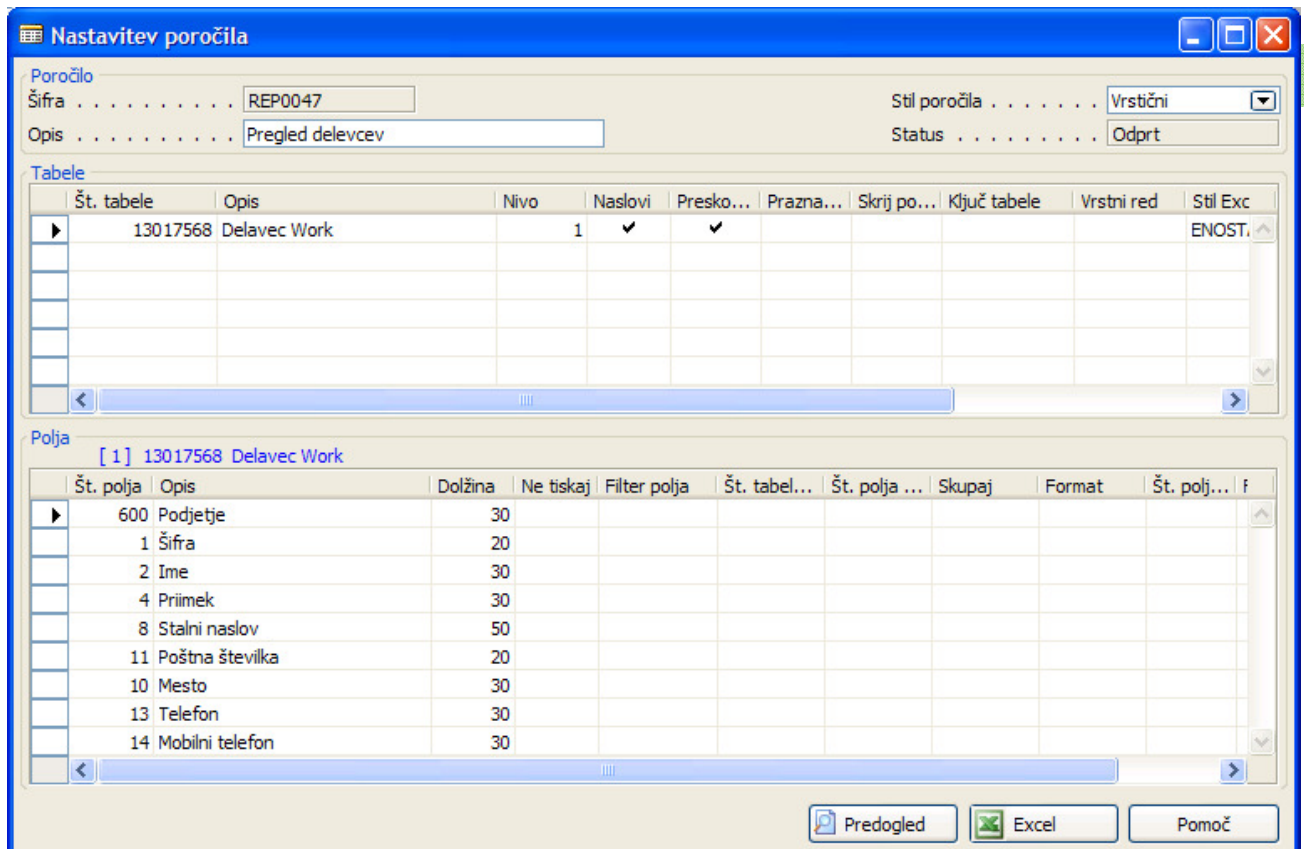 Nastavitev poročila
Poročilo
Šifra . . . . . . . . . . REP0047 Stil poročila . . . . . . . Vrstični
Opis . . . . . . . . . . Pregled delevcev Status . . . . . . . . . Odprt
Tabele
Št. tabele Opis Nivo Naslovi Presko... Prazna... Skrij po... Ključ tabele Vrstni red Stil Exc
13017568 Delavec Work 1 ✔ ✔ ENOST
Polja
[ 1 ] 13017568 Delavec Work
Št. polja Opis Dolžina Ne tiskaj Filter polja Št. tabel... Št. polja ... Skupaj Format Št. polj... F
600 Podjetje 30
1 Šifra 20
2 Ime 30
4 Priimek 30
8 Stalni naslov 50
11 Poštna številka 20
10 Mesto 30
13 Telefon 30
14 Mobilni telefon 30
Predogled Excel Pomoč